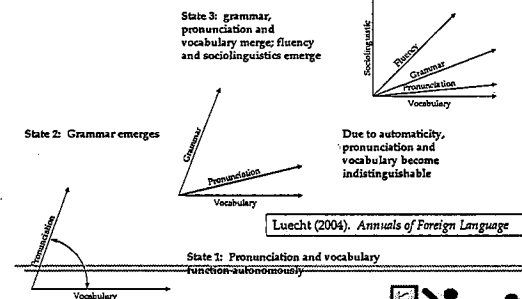 State 3: grammar,
pronunciation and
vocabulary merge; fluency
and sociolinguistics emerge
Sociolinguistic
Fluency
Grammar
Pronunciation
Vocabulary
State 2: Grammar emerges
Grammar
Pronunciation
Vocabulary
Due to automaticity,
pronunciation and
vocabulary become
indistinguishable
Luecht (2004). Annuals of Foreign Language
Pronunciation
Vocabulary
State 1: Pronunciation and vocabulary
function autonomously